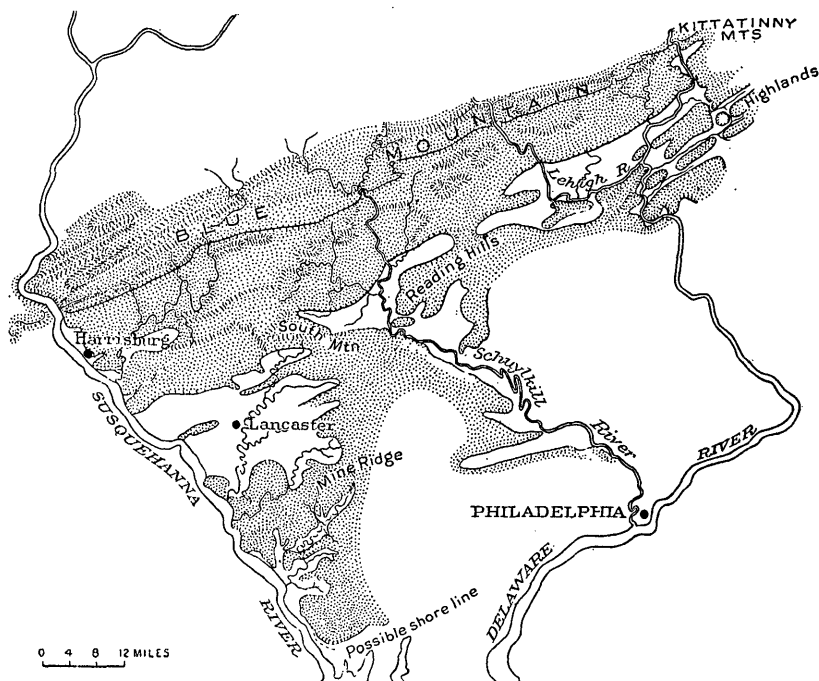 KITTATINNY
MTS
Highlands
BLUE MOUNTAIN
Lehigh R.
Reading Hills
South Mtn
Harrisburg
Schuylkill
River
SUSQUEHANNA
RIVER
Lancaster
Mine Ridge
PHILADELPHIA
DELAWARE
RIVER
Possible shore line
0 4 8 12 MILES